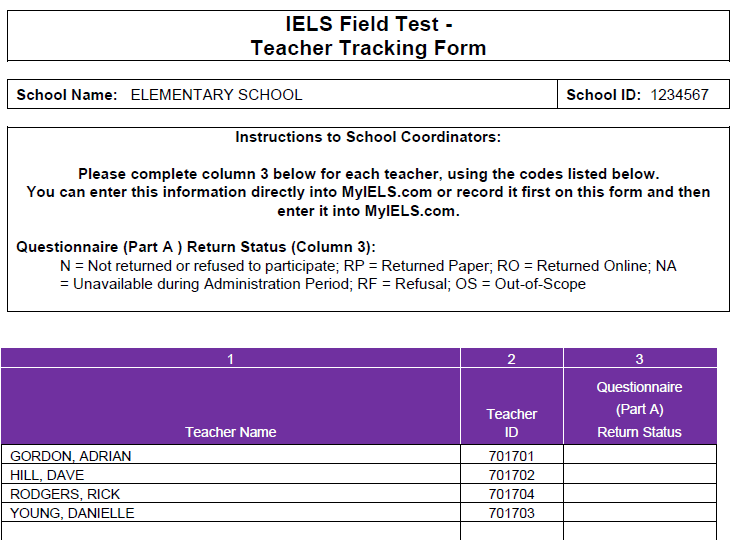 IELS Field Test -
Teacher Tracking Form
School Name: ELEMENTARY SCHOOL School ID: 1234567
Instructions to School Coordinators:
Please complete column 3 below for each teacher, using the codes listed below.
You can enter this information directly into MyIELS.com or record it first on this form and then
enter it into MyIELS.com.
Questionnaire (Part A ) Return Status (Column 3):
N = Not returned or refused to participate; RP = Returned Paper; RO = Returned Online; NA
= Unavailable during Administration Period; RF = Refusal; OS = Out-of-Scope
1 2 3
Teacher Name Teacher ID Questionnaire (Part A) Return Status
GORDON, ADRIAN 701701
HILL, DAVE 701702
RODGERS, RICK 701704
YOUNG, DANIELLE 701703